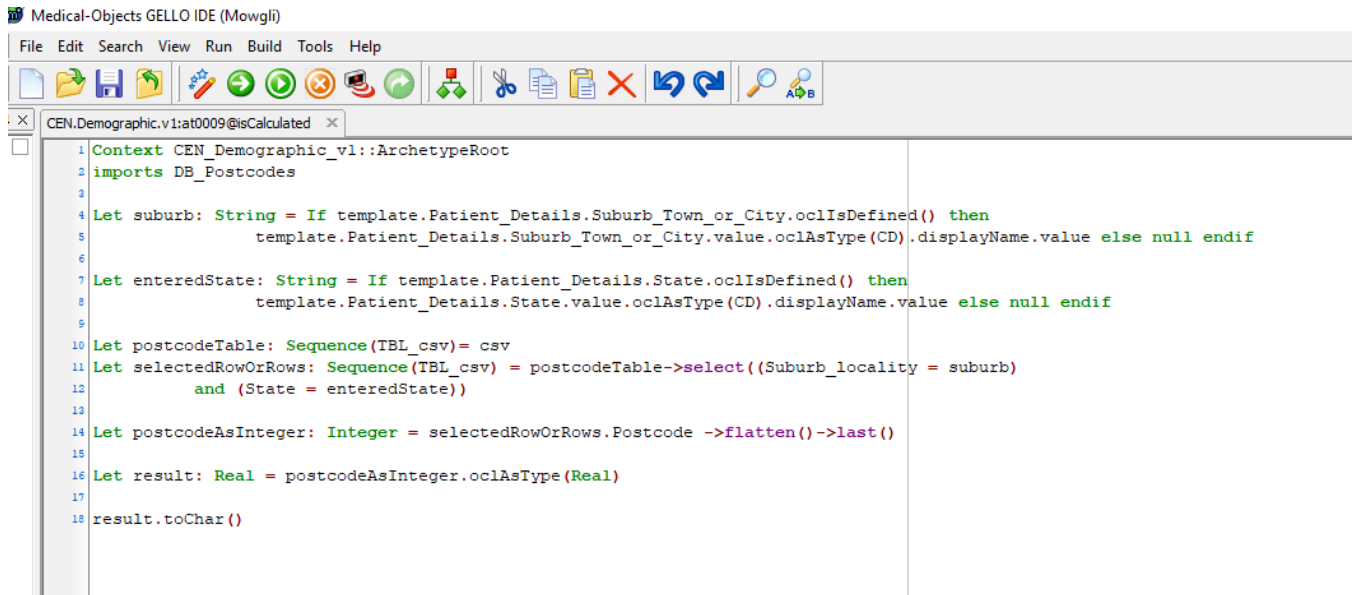 Medical-Objects GELLO IDE (Mowgli)
File Edit Search View Run Build Tools Help
CEN.Demographic.v1:at0009@isCalculated
1 Context CEN_Demographic_v1::ArchetypeRoot
2 imports DB_Postcodes
3
4 Let suburb: String = If template.Patient_Details.Suburb_Town_or_City.oclIsDefined() then
5 template.Patient_Details.Suburb_Town_or_City.value.oclAsType(CD).displayName.value else null endif
6
7 Let enteredState: String = If template.Patient_Details.State.oclIsDefined() then
8 template.Patient_Details.State.value.oclAsType(CD).displayName.value else null endif
9
10 Let postcodeTable: Sequence(TBL_csv)= csv
11 Let selectedRowOrRows: Sequence(TBL_csv) = postcodeTable->select((Suburb_locality = suburb)
12 and (State = enteredState))
13
14 Let postcodeAsInteger: Integer = selectedRowOrRows.Postcode ->flatten()->last()
15
16 Let result: Real = postcodeAsInteger.oclAsType(Real)
17
18 result.toChar()